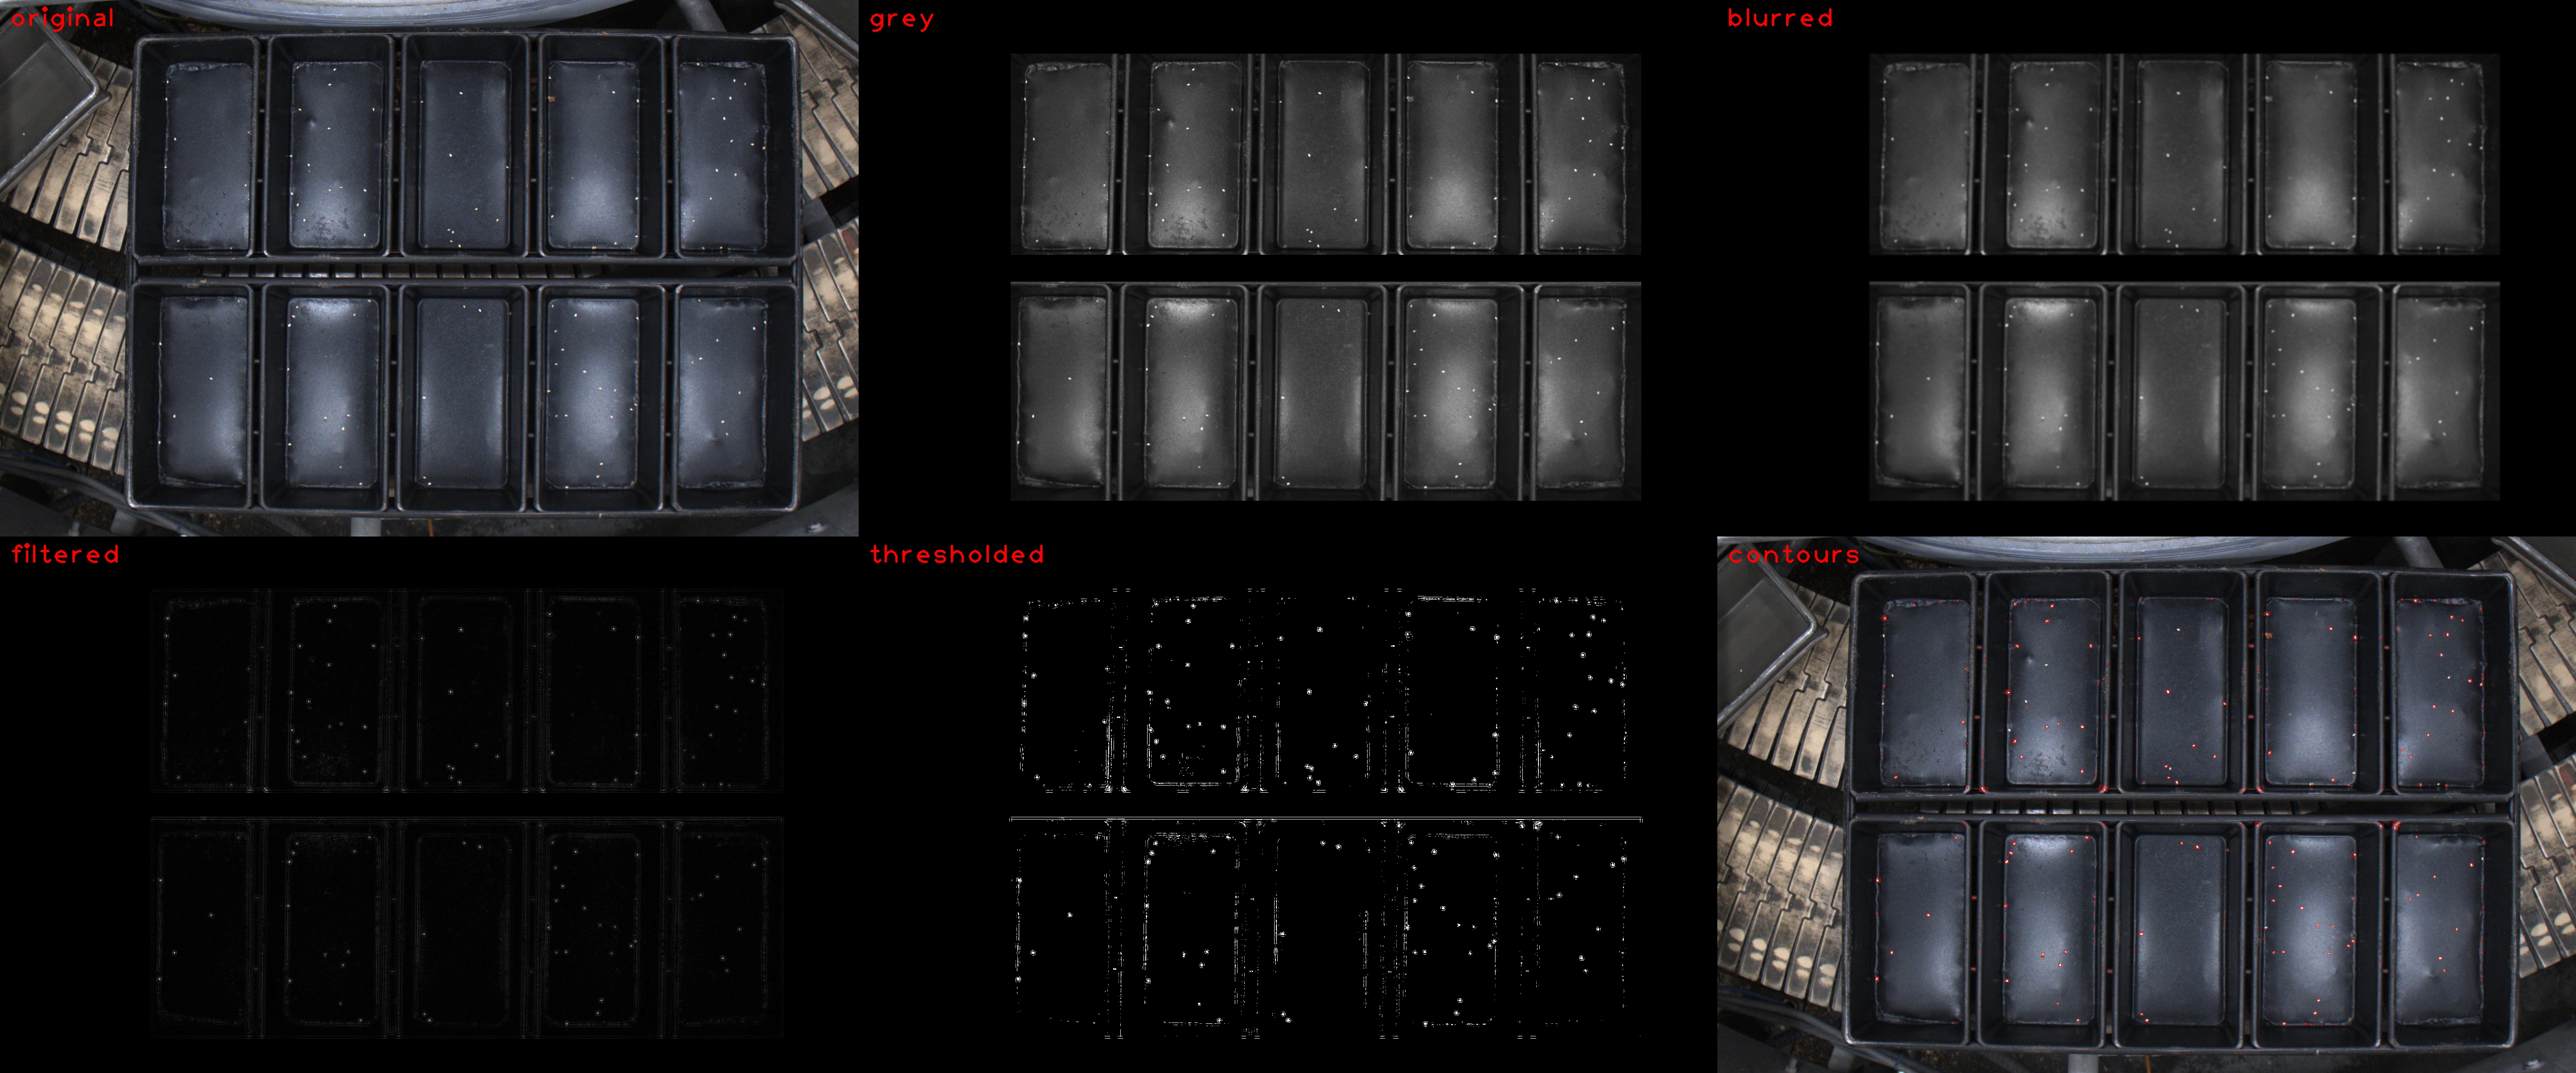 original
grey
blurred
filtered
thresholded
contours